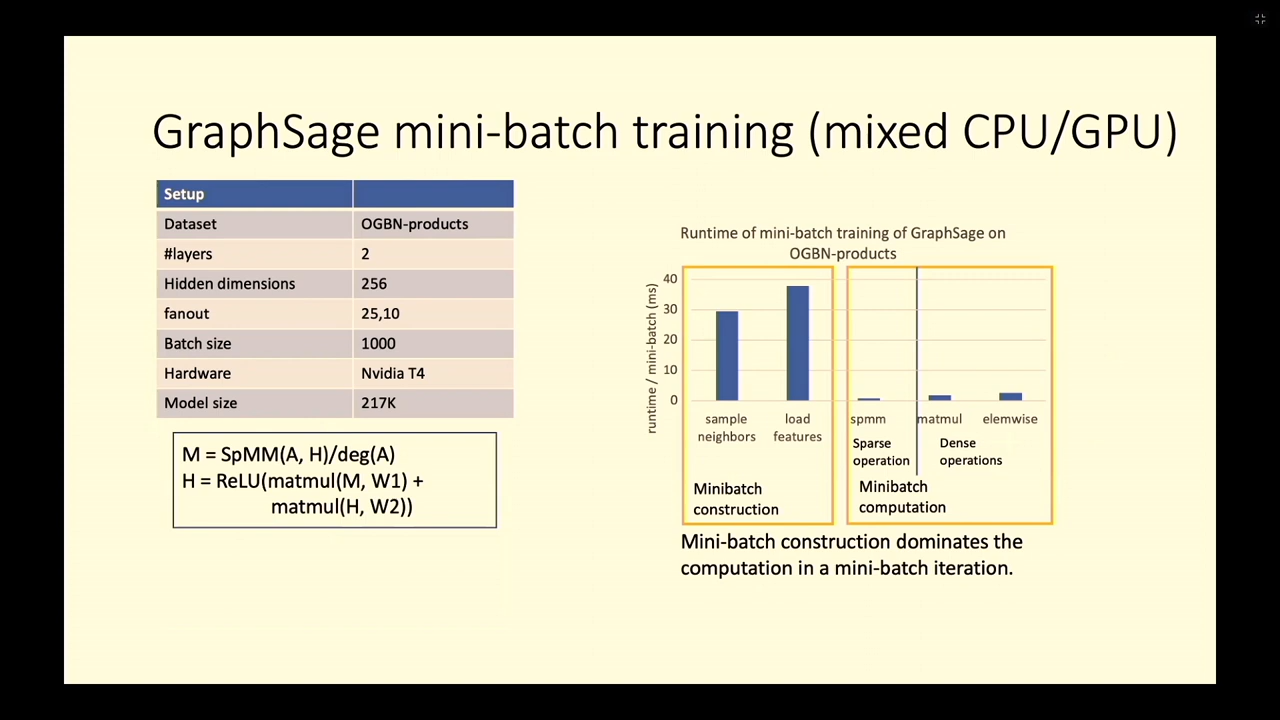 GraphSage mini-batch training (mixed CPU/GPU)
Setup
Dataset OGBN-products
#layers 2
Hidden dimensions 256
fanout 25,10
Batch size 1000
Hardware Nvidia T4
Model size 217K
M = SpMM(A, H)/deg(A)
H = ReLU(matmul(M, W1) +
matmul(H, W2))
Runtime of mini-batch training of GraphSage on
OGBN-products
runtime / mini-batch (ms)
40
30
20
10
0
sample neighbors
load features
spmm
matmul
elemwise
Sparse
operation
Dense
operations
Minibatch
construction
Minibatch
computation
Mini-batch construction dominates the
computation in a mini-batch iteration.